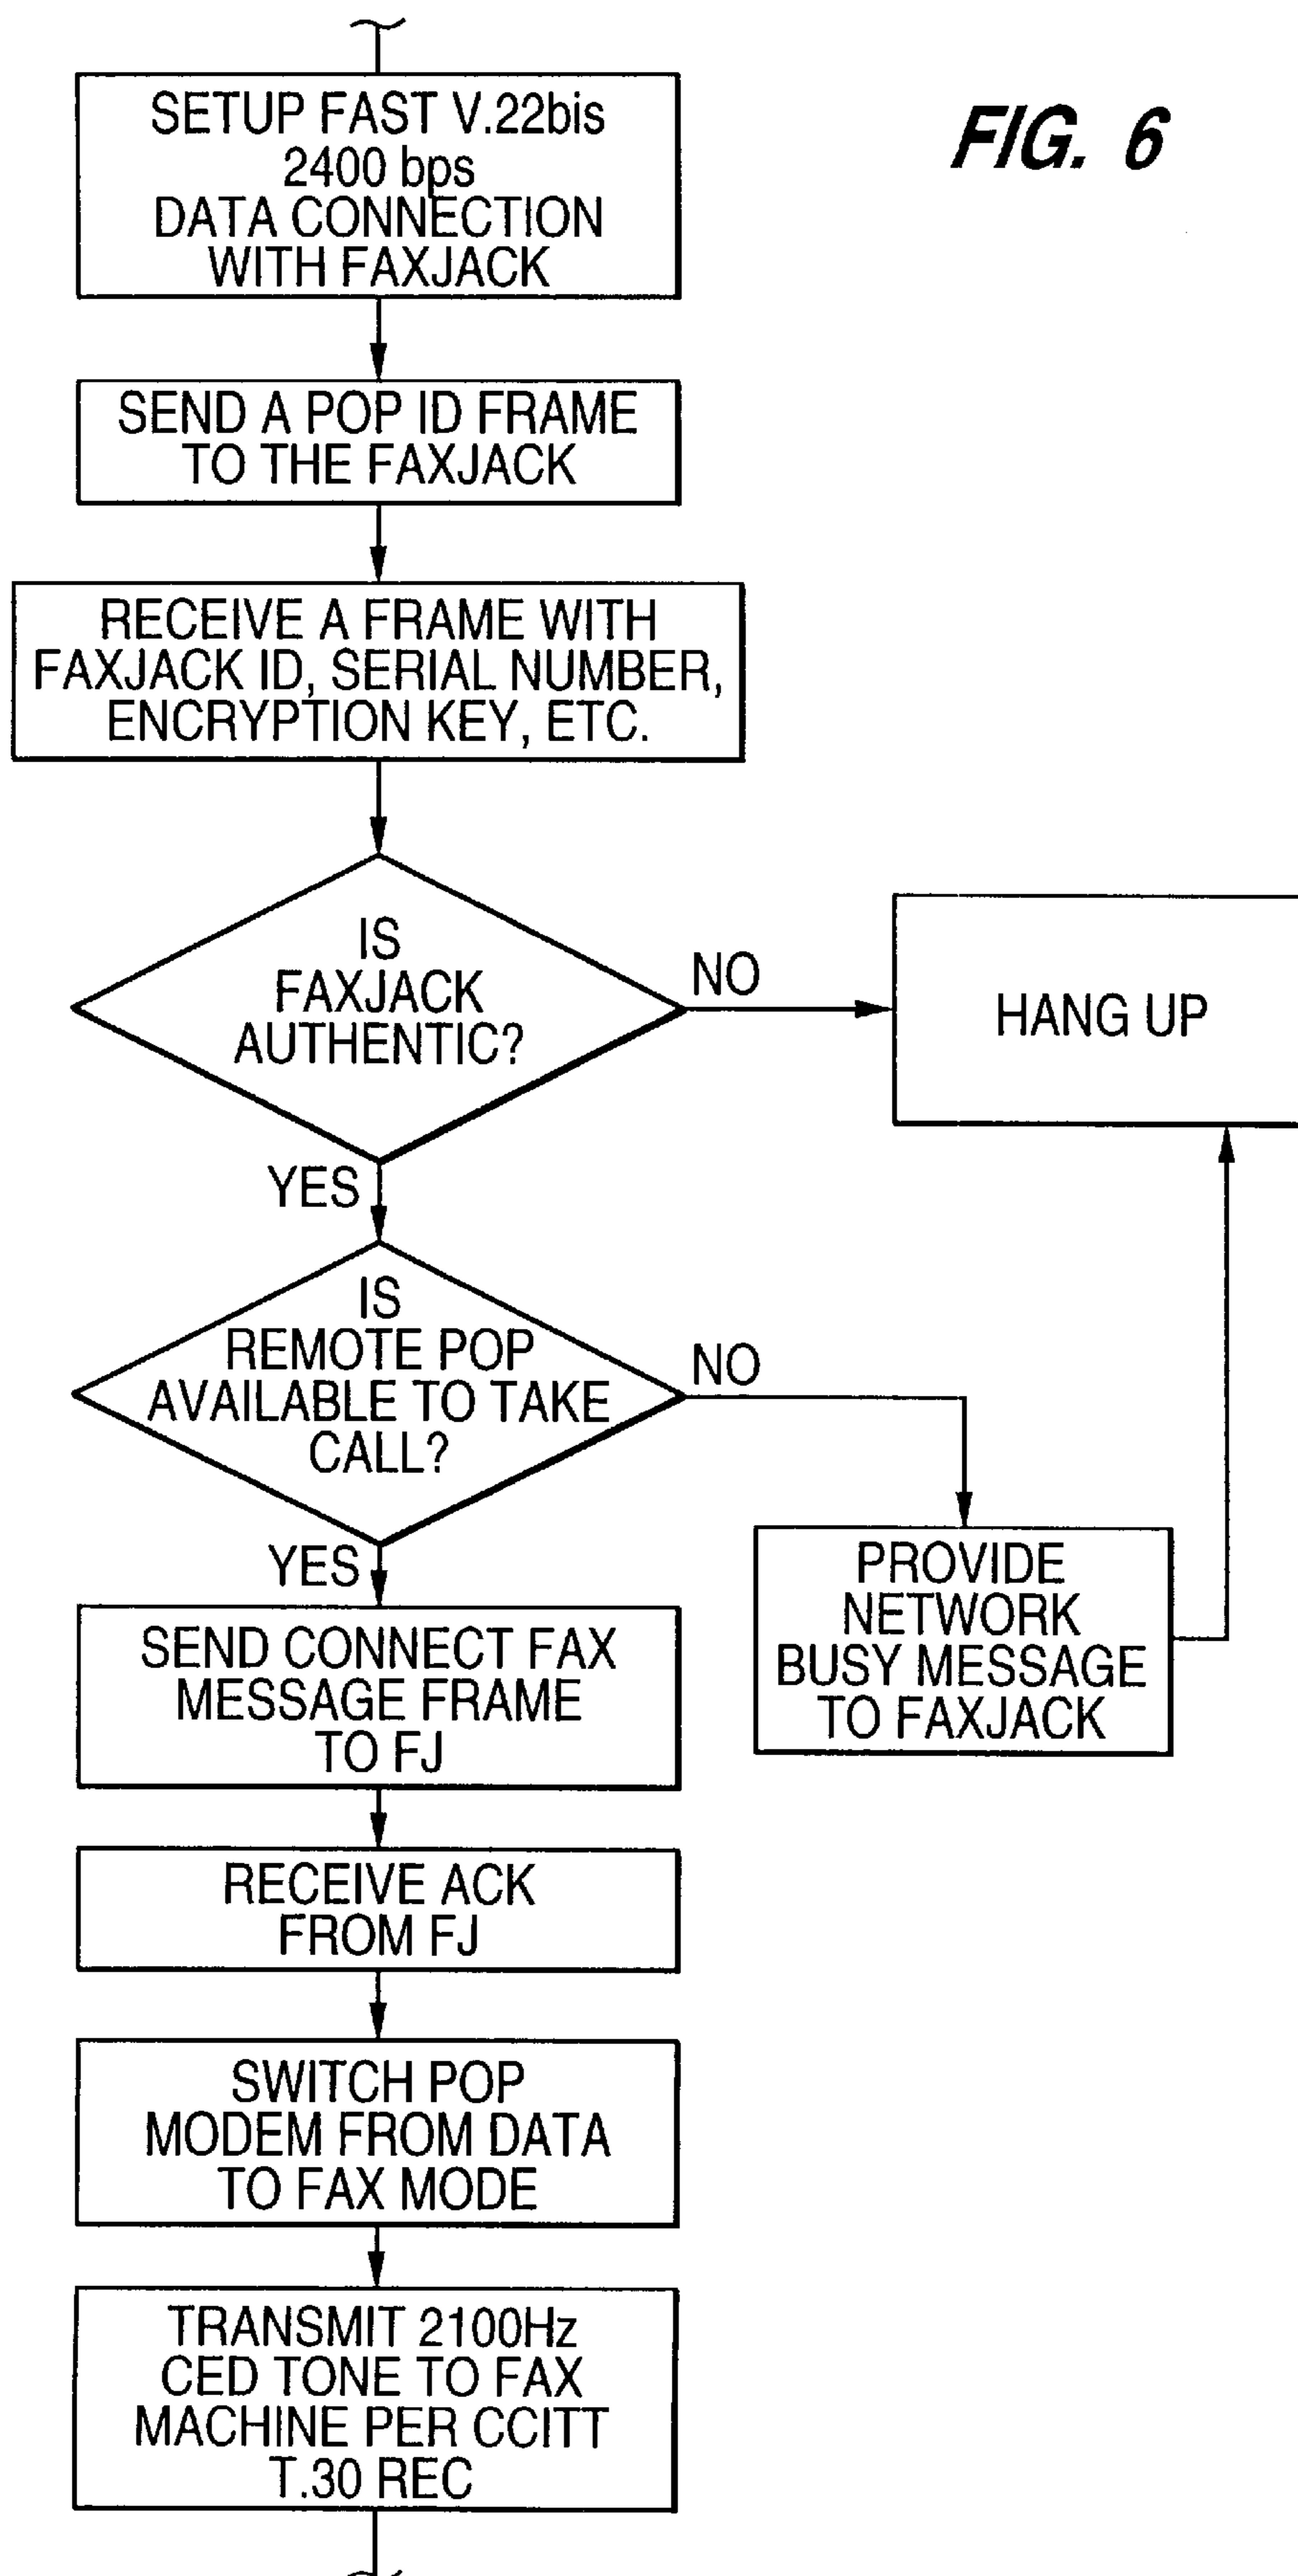 FIG. 6
SETUP FAST V.22bis
2400 bps
DATA CONNECTION
WITH FAXJACK
SEND A POP ID FRAME
TO THE FAXJACK
RECEIVE A FRAME WITH
FAXJACK ID, SERIAL NUMBER,
ENCRYPTION KEY, ETC.
IS
FAXJACK
AUTHENTIC?
NO
HANG UP
YES
IS
REMOTE POP
AVAILABLE TO TAKE
CALL?
NO
PROVIDE
NETWORK
BUSY MESSAGE
TO FAXJACK
YES
SEND CONNECT FAX
MESSAGE FRAME
TO FJ
RECEIVE ACK
FROM FJ
SWITCH POP
MODEM FROM DATA
TO FAX MODE
TRANSMIT 2100Hz
CED TONE TO FAX
MACHINE PER CCITT
T.30 REC